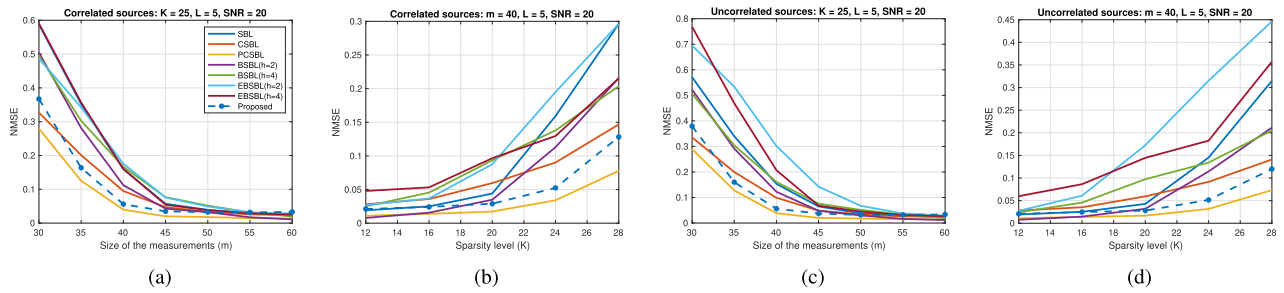 Correlated sources: K = 25, L = 5, SNR = 20
NMSE
0.6
0.5
0.4
0.3
0.2
0.1
0
30 35 40 45 50 55 60
Size of the measurements (m)
SBL
CSBL
PCSBL
BSBL(h=2)
BSBL(h=4)
EBSBL(h=2)
EBSBL(h=4)
Proposed
(a)
Correlated sources: m = 40, L = 5, SNR = 20
NMSE
0.3
0.25
0.2
0.15
0.1
0.05
0
12 14 16 18 20 22 24 26 28
Sparsity level (K)
(b)
Uncorrelated sources: K = 25, L = 5, SNR = 20
NMSE
0.8
0.7
0.6
0.5
0.4
0.3
0.2
0.1
0
30 35 40 45 50 55 60
Size of the measurements (m)
(c)
Uncorrelated sources: m = 40, L = 5, SNR = 20
NMSE
0.45
0.4
0.35
0.3
0.25
0.2
0.15
0.1
0.05
0
12 14 16 18 20 22 24 26 28
Sparsity level (K)
(d)